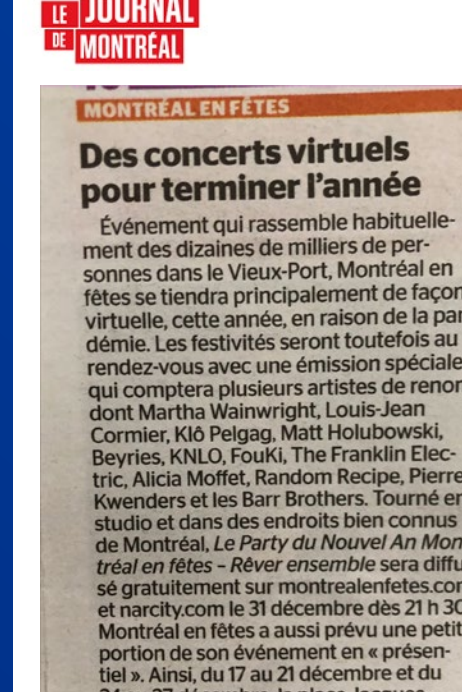 LE JOURNAL
DE MONTRÉAL
MONTRÉAL EN FÊTES
Des concerts virtuels
pour terminer l'année
Événement qui rassemble habituelle-
ment des dizaines de milliers de per-
sonnes dans le Vieux-Port, Montréal en
fêtes se tiendra principalement de façon
virtuelle, cette année, en raison de la pan
démie. Les festivités seront toutefois au
rendez-vous avec une émission spéciale
qui comptera plusieurs artistes de renom
dont Martha Wainwright, Louis-Jean
Cormier, Klô Pelgag, Matt Holubowski,
Beyries, KNLO, FouKi, The Franklin Elec-
tric, Alicia Moffet, Random Recipe, Pierre
Kwenders et les Barr Brothers. Tourné en
studio et dans des endroits bien connus
de Montréal, Le Party du Nouvel An Mon
tréal en fêtes – Rêver ensemble sera diffu
sé gratuitement sur montrealenfetes.com
et narcity.com le 31 décembre dès 21 h 30
Montréal en fêtes a aussi prévu une petit
portion de son événement en « présen-
tiel ». Ainsi, du 17 au 21 décembre et du